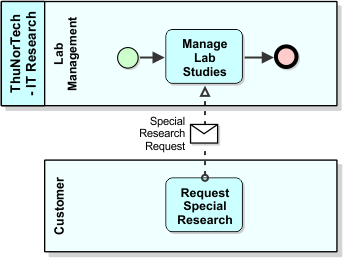 ThuNorTech
- IT Research
Lab
Management
Manage
Lab
Studies
Special
Research
Request
Customer
Request
Special
Research